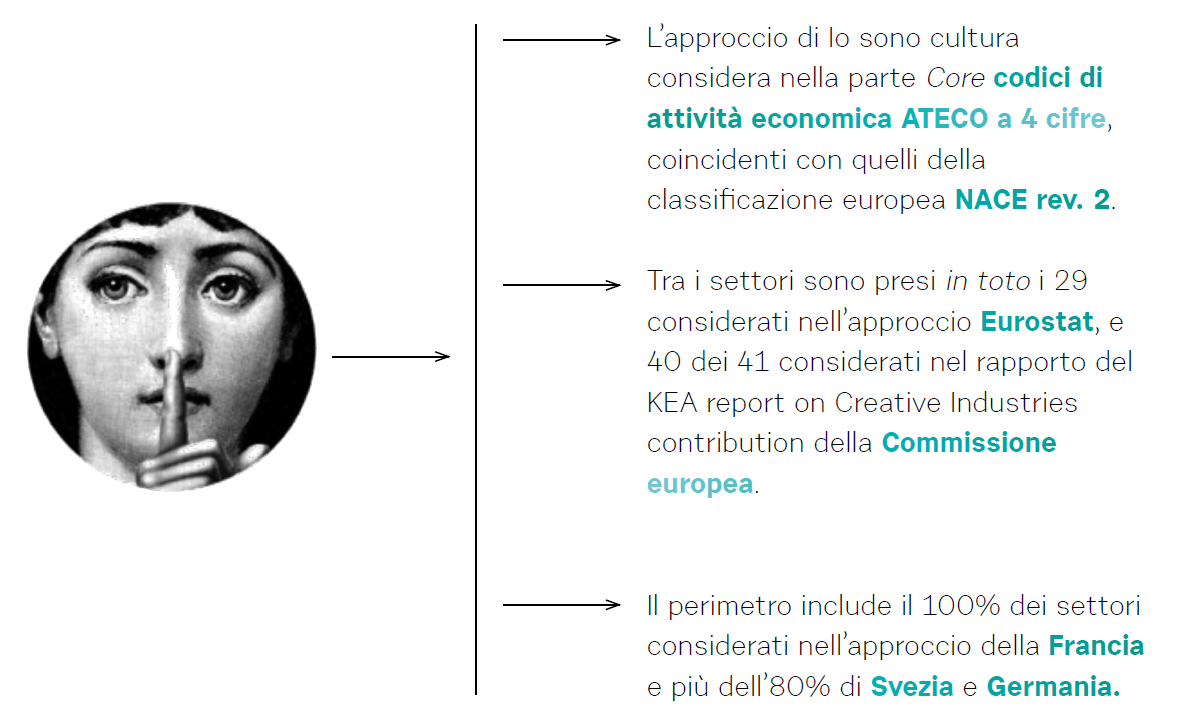 L’approccio di Io sono cultura
considera nella parte Core codici di
attività economica ATECO a 4 cifre,
coincidenti con quelli della
classificazione europea NACE rev. 2.
Tra i settori sono presi in toto i 29
considerati nell’approccio Eurostat, e
40 dei 41 considerati nel rapporto del
KEA report on Creative Industries
contribution della Commissione
europea.
Il perimetro include il 100% dei settori
considerati nell’approccio della Francia
e più dell’80% di Svezia e Germania.